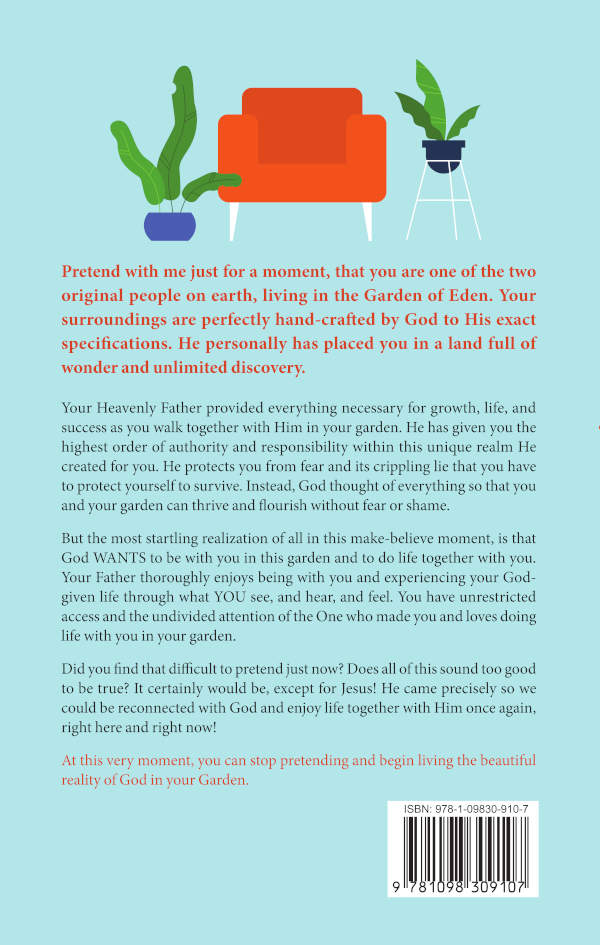 Pretend with me just for a moment, that you are one of the two
original people on earth, living in the Garden of Eden. Your
surroundings are perfectly hand-crafted by God to His exact
specifications. He personally has placed you in a land full of
wonder and unlimited discovery.
Your Heavenly Father provided everything necessary for growth, life, and
success as you walk together with Him in your garden. He has given you the
highest order of authority and responsibility within this unique realm He
created for you. He protects you from fear and its crippling lie that you have
to protect yourself to survive. Instead, God thought of everything so that you
and your garden can thrive and flourish without fear or shame.
But the most startling realization of all in this make-believe moment, is that
God WANTS to be with you in this garden and to do life together with you.
Your Father thoroughly enjoys being with you and experiencing your God-
given life through what YOU see, and hear, and feel. You have unrestricted
access and the undivided attention of the One who made you and loves doing
life with you in your garden.
Did you find that difficult to pretend just now? Does all of this sound too good
to be true? It certainly would be, except for Jesus! He came precisely so we
could be reconnected with God and enjoy life together with Him once again,
right here and right now!
At this very moment, you can stop pretending and begin living the beautiful
reality of God in your Garden.
ISBN: 978-1-09830-910-7
9 781098 309107